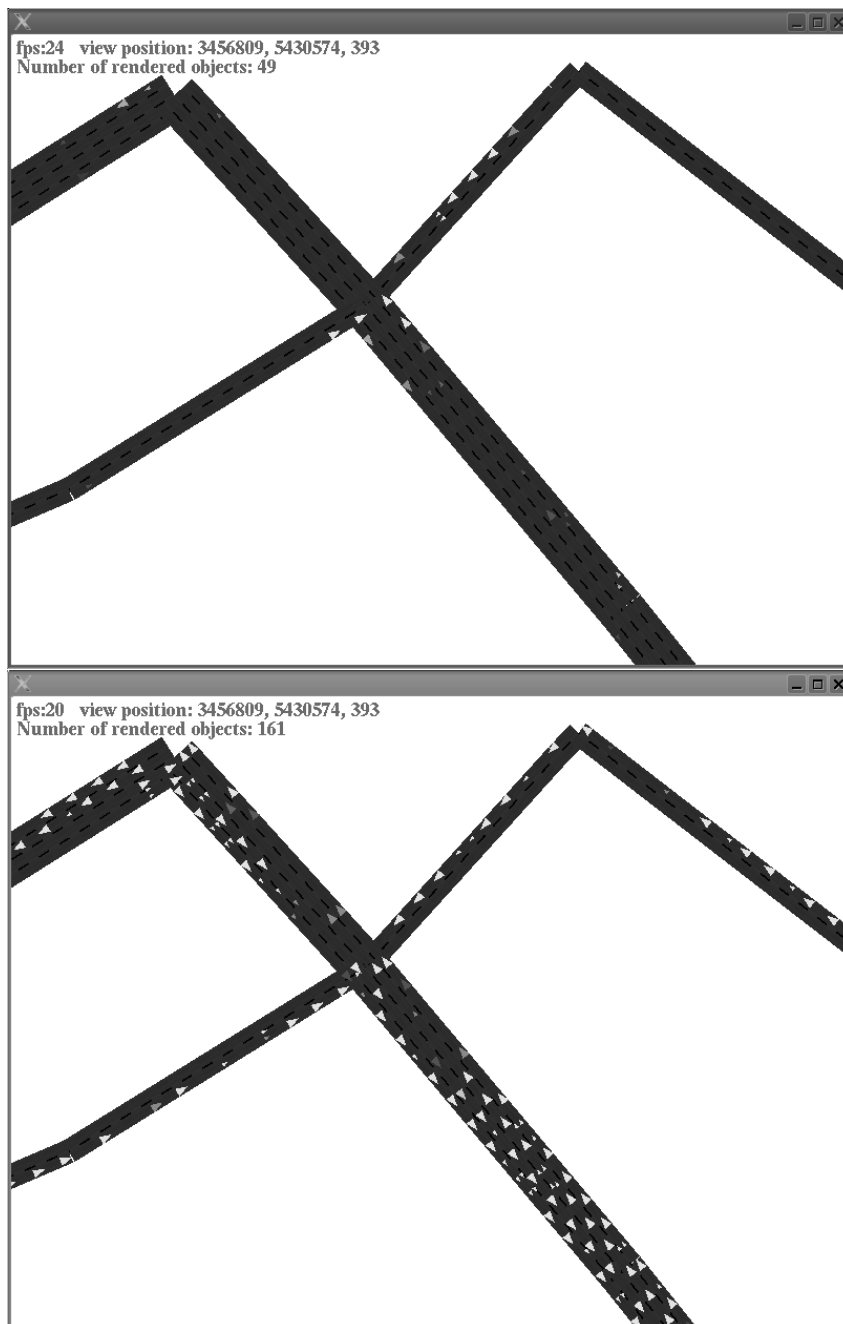 fps:24 view position: 3456809, 5430574, 393
Number of rendered objects: 49
fps:20 view position: 3456809, 5430574, 393
Number of rendered objects: 161